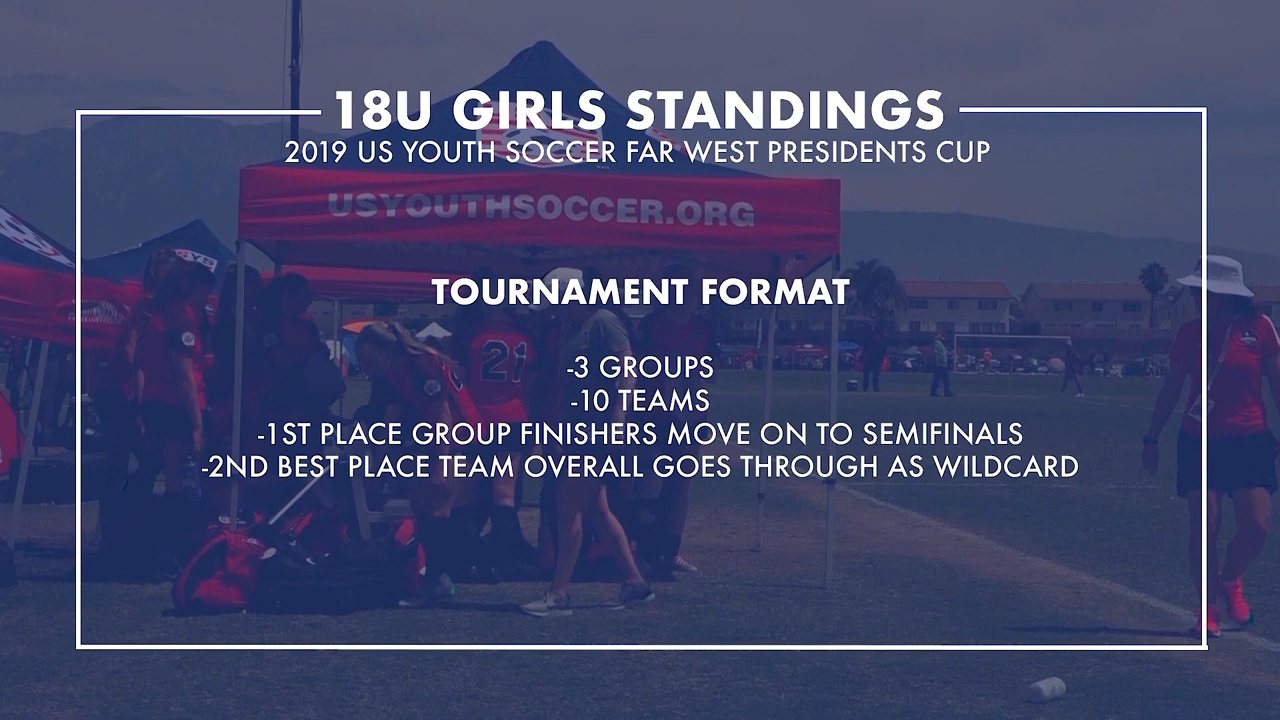 18U GIRLS STANDINGS
2019 US YOUTH SOCCER FAR WEST PRESIDENTS CUP
USYOUTHSOCCER.ORG
YS
TOURNAMENT FORMAT
21
-3 GROUPS
-10 TEAMS
-1ST PLACE GROUP FINISHERS MOVE ON TO SEMIFINALS
-2ND BEST PLACE TEAM OVERALL GOES THROUGH AS WILDCARD